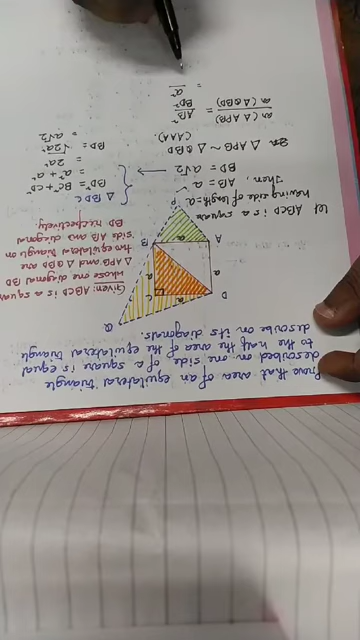 Prove that area of an equilateral triangle
described on one side of a square is equal
to the half the area of the equilateral triangle
describe on its diagonals.
Given: ABCD is a squar
whose one diagonal BD
△APB and △QBD are
two equilateral triangle on
side AB and diagonal
BD respectively
D
a
C
Q
a
a
a
A
B
P
Let ABCD is a square
having side of length = a
Then, AB = a
BD = a√2
△BDC
BD² = BC² + CD²
= a² + a²
= 2a²
BD = √2a²
= a√2
△APB ~ △QBD
(AAA)
ar(△APB) / ar(△QBD) = AB² / BD²
= a²